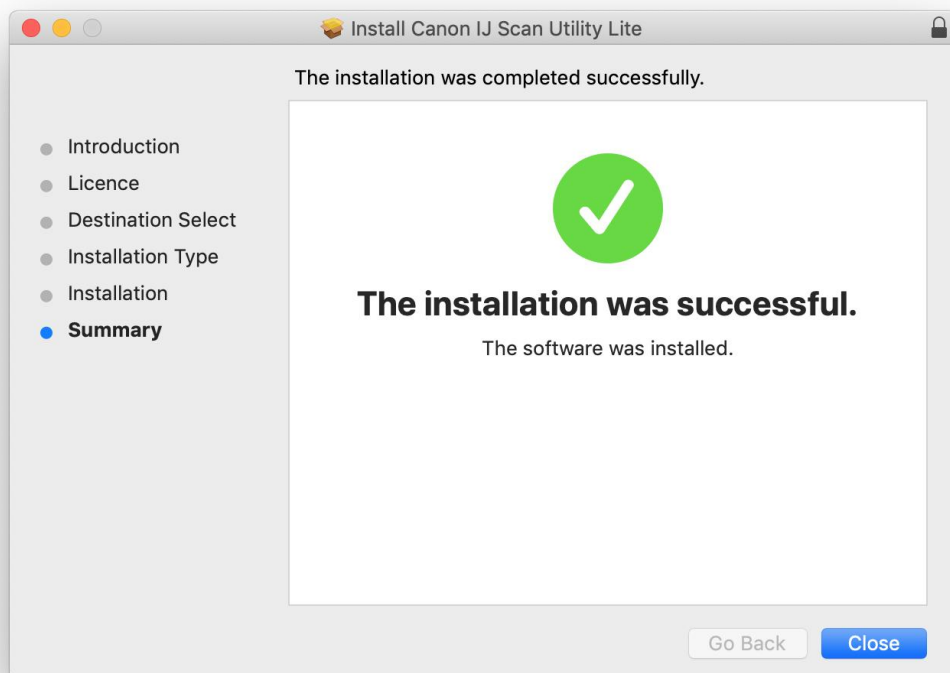 Install Canon IJ Scan Utility Lite
The installation was completed successfully.
Introduction
Licence
Destination Select
Installation Type
Installation
Summary
The installation was successful.
The software was installed.
Go Back
Close